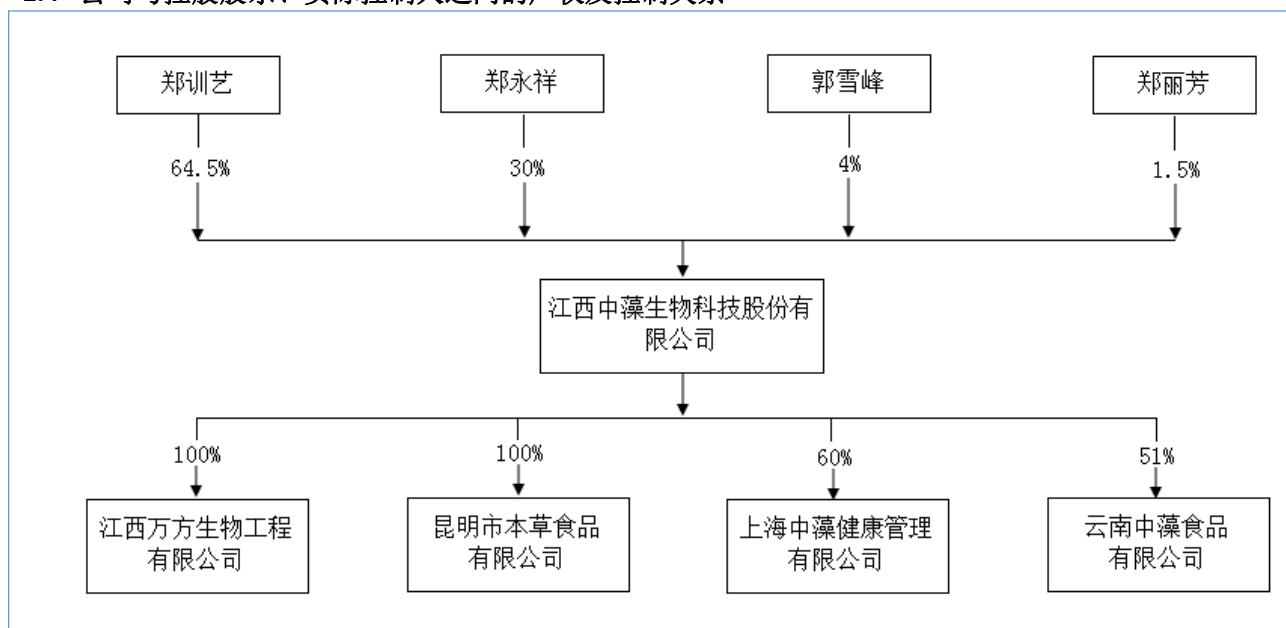 郑训艺
郑永祥
郭雪峰
郑丽芳
64.5%
30%
4%
1.5%
江西中藻生物科技股份有
限公司
100%
100%
60%
51%
江西万方生物工程
有限公司
昆明市本草食品
有限公司
上海中藻健康管理
有限公司
云南中藻食品
有限公司